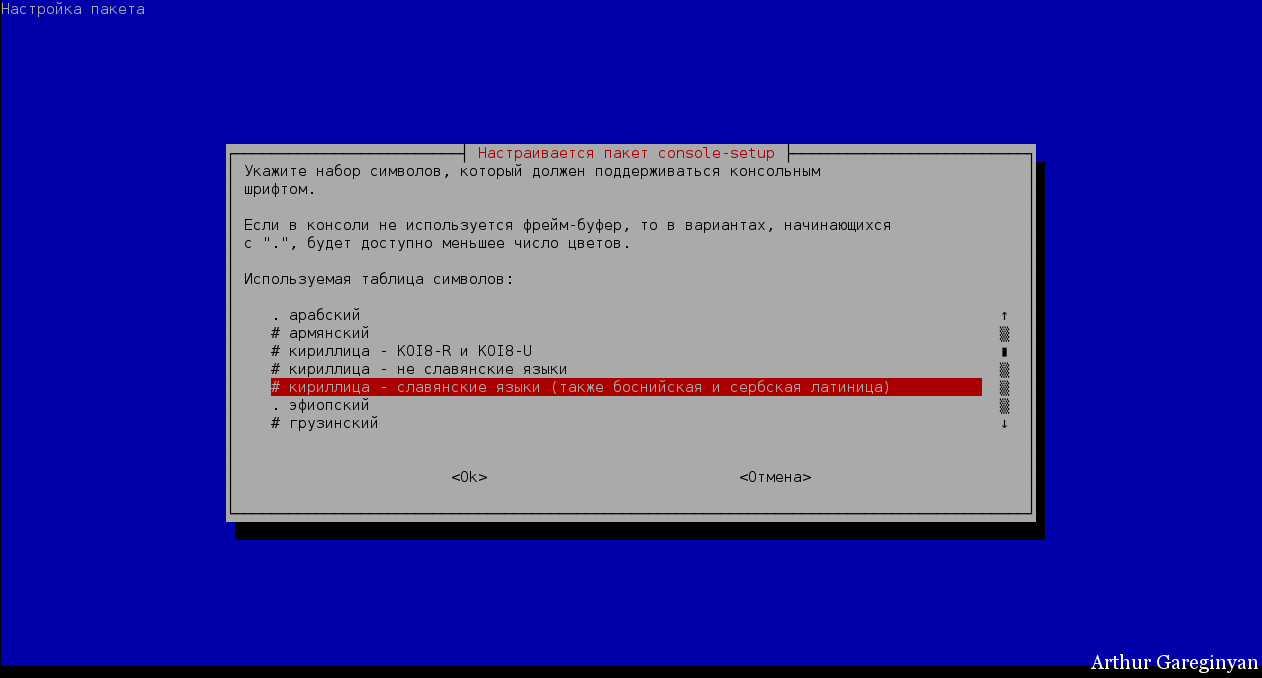 Настройка пакета
Настраивается пакет console-setup
Укажите набор символов, который должен поддерживаться консольным
шрифтом.
Если в консоли не используется фрейм-буфер, то в вариантах, начинающихся
с ".", будет доступно меньшее число цветов.
Используемая таблица символов:
. арабский
# армянский
# кириллица - KOI8-R и KOI8-U
# кириллица - не славянские языки
# кириллица - славянские языки (также боснийская и сербская латиница)
. эфиопский
# грузинский
<Ok> <Отмена>
Arthur Gareginyan